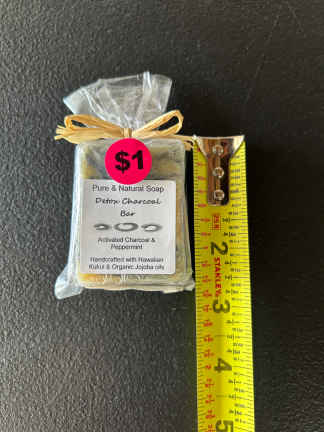 $1
Pure & Natural Soap
Detox Charcoal
Bar
Activated Charcoal &
Peppermint
Handcrafted with Hawaiian
Kukui & Organic Jojoba oils
2
STANLEY
3
4
5